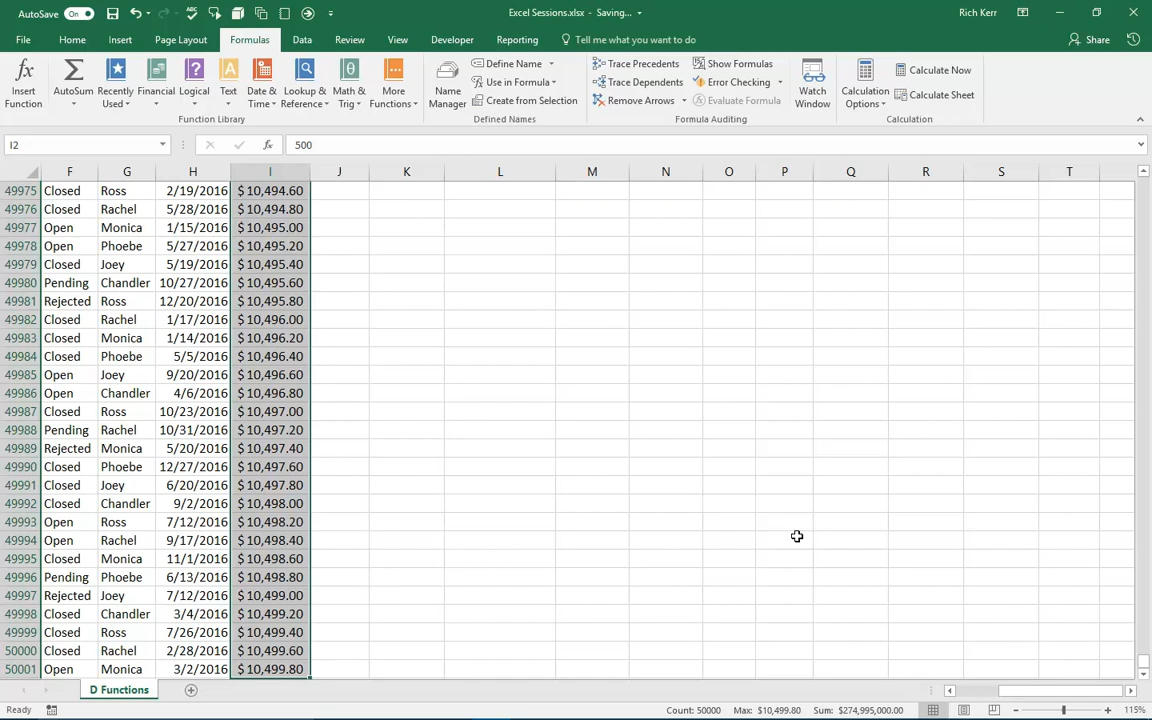 AutoSave On Excel Sessions.xlsx - Saving... Rich Kerr
File Home Insert Page Layout Formulas Data Review View Developer Reporting Tell me what you want to do Share
fx Insert Function
Σ AutoSum
Recently Used
Financial
Logical
Text
Date & Time
Lookup & Reference
Math & Trig
More Functions
Function Library
Name Manager
Define Name
Use in Formula
Create from Selection
Defined Names
Trace Precedents
Trace Dependents
Remove Arrows
Show Formulas
Error Checking
Evaluate Formula
Formula Auditing
Watch Window
Calculation Options
Calculate Now
Calculate Sheet
Calculation
I2 fx 500
F G H I J K L M N O P Q R S T
49975 Closed Ross 2/19/2016 $ 10,494.60
49976 Closed Rachel 5/28/2016 $ 10,494.80
49977 Open Monica 1/15/2016 $ 10,495.00
49978 Open Phoebe 5/27/2016 $ 10,495.20
49979 Closed Joey 5/19/2016 $ 10,495.40
49980 Pending Chandler 10/27/2016 $ 10,495.60
49981 Rejected Ross 12/20/2016 $ 10,495.80
49982 Closed Rachel 1/17/2016 $ 10,496.00
49983 Closed Monica 1/14/2016 $ 10,496.20
49984 Closed Phoebe 5/5/2016 $ 10,496.40
49985 Open Joey 9/20/2016 $ 10,496.60
49986 Open Chandler 4/6/2016 $ 10,496.80
49987 Closed Ross 10/23/2016 $ 10,497.00
49988 Pending Rachel 10/31/2016 $ 10,497.20
49989 Rejected Monica 5/20/2016 $ 10,497.40
49990 Closed Phoebe 12/27/2016 $ 10,497.60
49991 Closed Joey 6/20/2016 $ 10,497.80
49992 Closed Chandler 9/2/2016 $ 10,498.00
49993 Open Ross 7/12/2016 $ 10,498.20
49994 Open Rachel 9/17/2016 $ 10,498.40
49995 Closed Monica 11/1/2016 $ 10,498.60
49996 Pending Phoebe 6/13/2016 $ 10,498.80
49997 Rejected Joey 7/12/2016 $ 10,499.00
49998 Closed Chandler 3/4/2016 $ 10,499.20
49999 Closed Ross 7/26/2016 $ 10,499.40
50000 Closed Rachel 2/28/2016 $ 10,499.60
50001 Open Monica 3/2/2016 $ 10,499.80
D Functions
Ready Count: 50000 Max: $10,499.80 Sum: $274,995,000.00 115%